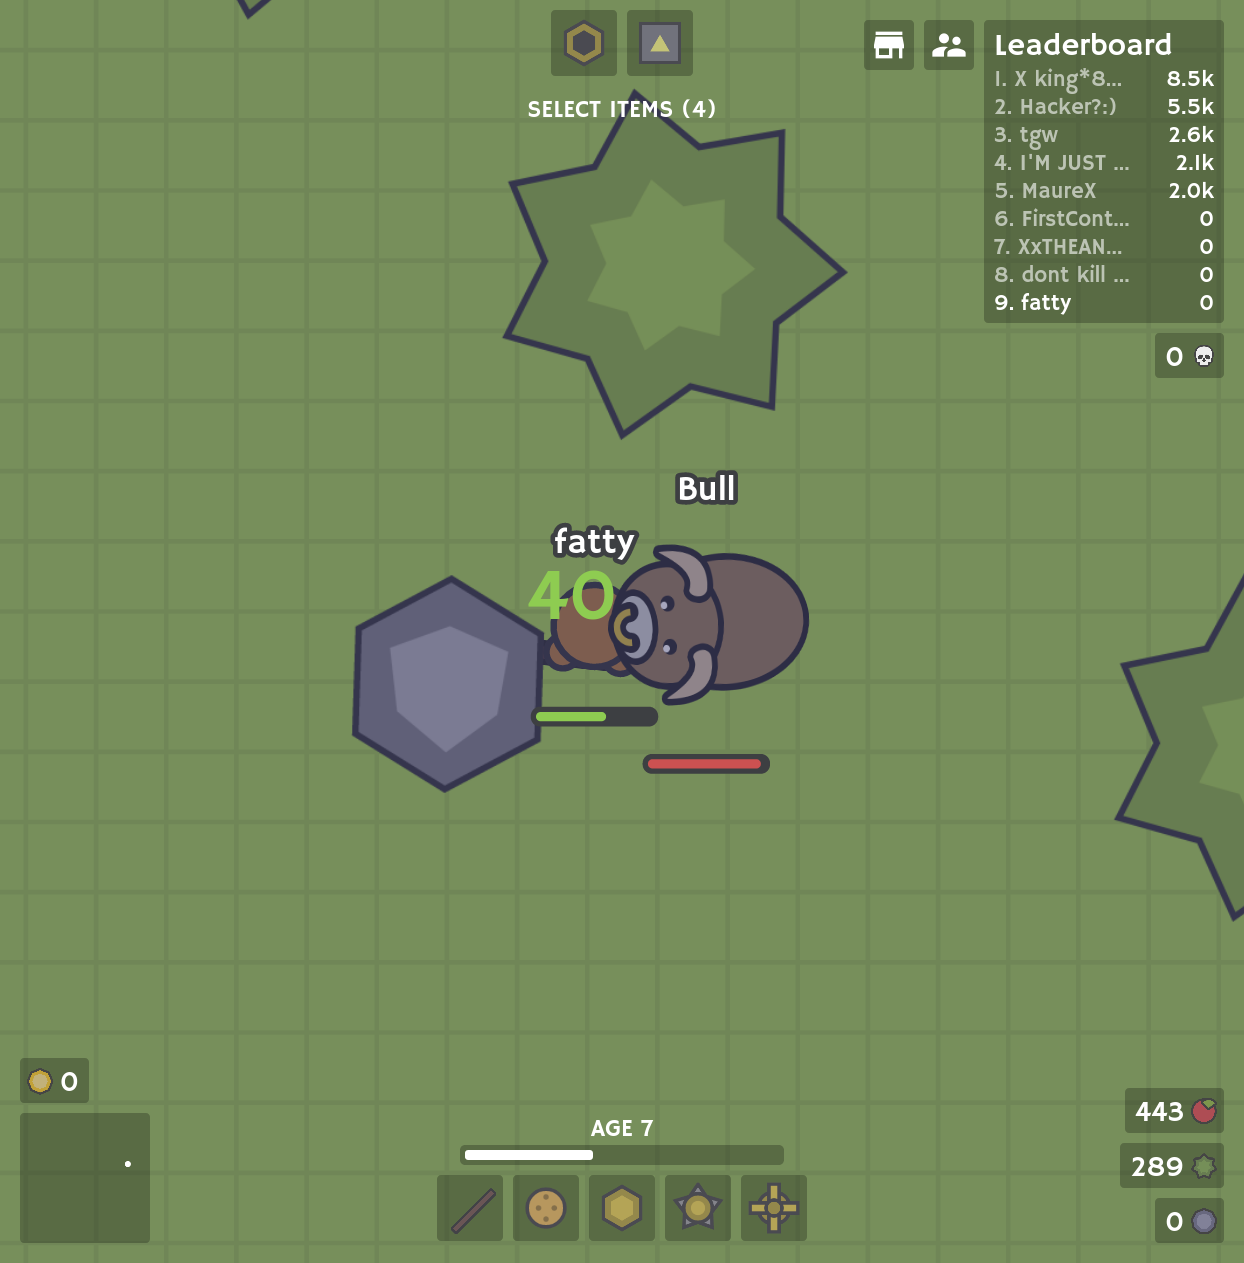 SELECT ITEMS (4)
Leaderboard
1. X king*8... 8.5k
2. Hacker?:) 5.5k
3. tgw 2.6k
4. I'M JUST ... 2.1k
5. MaureX 2.0k
6. FirstCont... 0
7. XxTHEAN... 0
8. dont kill ... 0
9. fatty 0
0
Bull
fatty
40
0
AGE 7
443
289
0